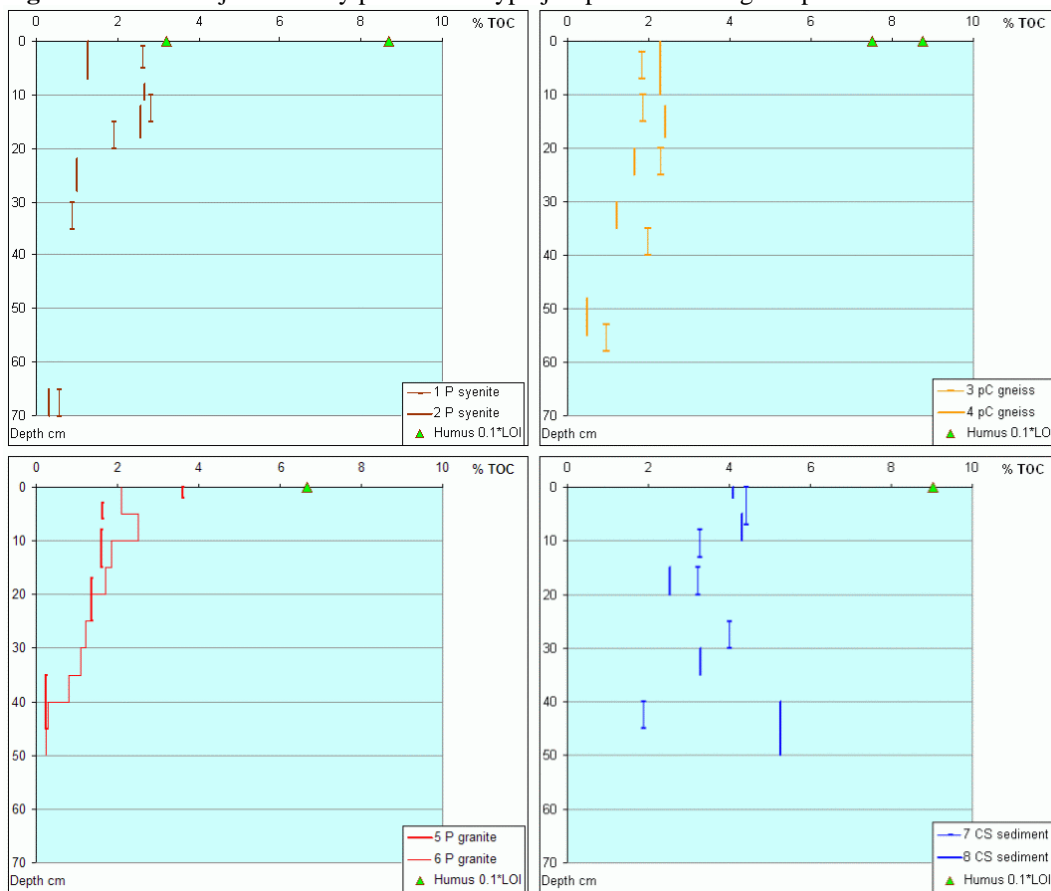 0 2 4 6 8 10
% TOC
0
10
20
30
40
50
60
70
Depth cm
1 P syenite
2 P syenite
Humus 0.1*LOI
0 2 4 6 8 10
% TOC
0
10
20
30
40
50
60
70
Depth cm
3 pC gneiss
4 pC gneiss
Humus 0.1*LOI
0 2 4 6 8 10
% TOC
0
10
20
30
40
50
60
70
Depth cm
5 P granite
6 P granite
Humus 0.1*LOI
0 2 4 6 8 10
% TOC
0
10
20
30
40
50
60
70
Depth cm
7 CS sediment
8 CS sediment
Humus 0.1*LOI